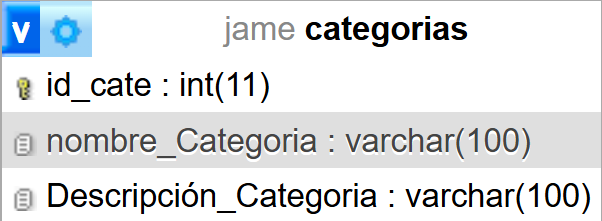 v jame categorias
id_cate : int(11)
nombre_Categoria : varchar(100)
Descripción_Categoria : varchar(100)